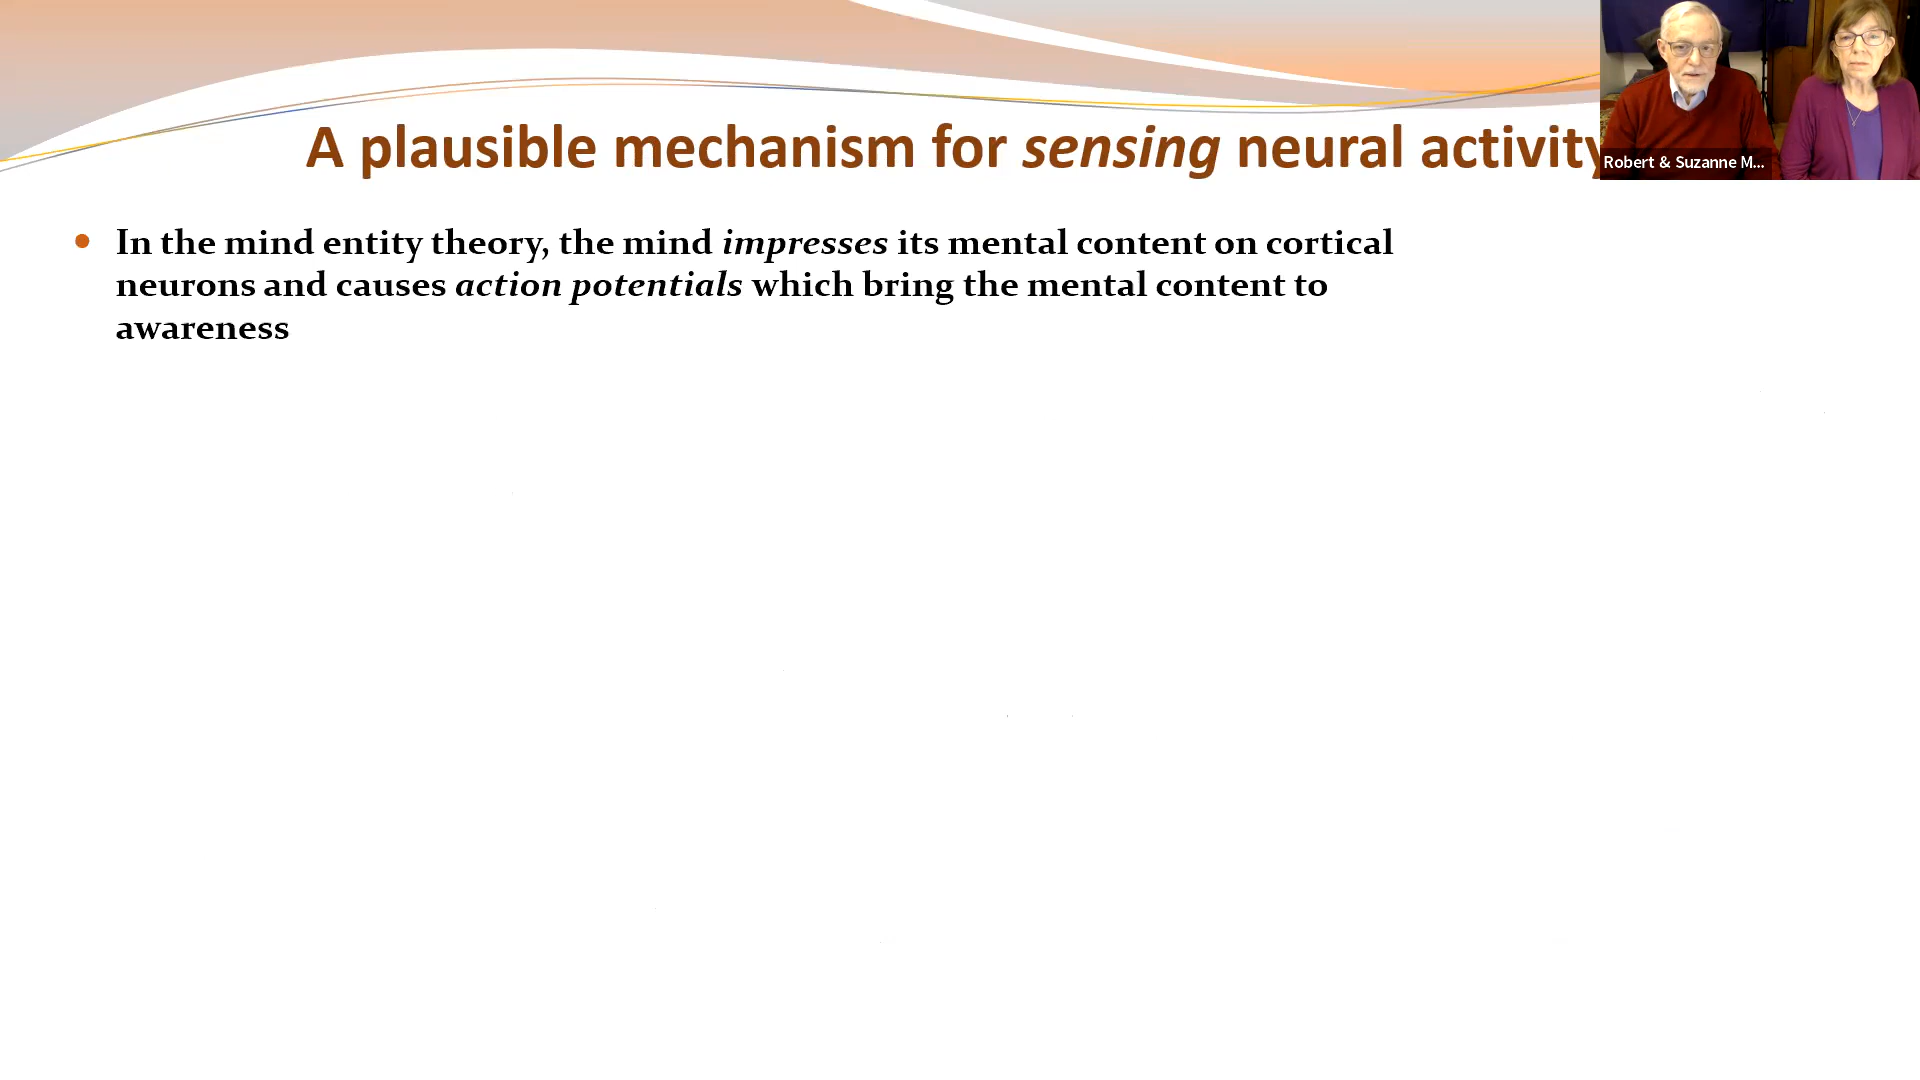 A plausible mechanism for sensing neural activity
Robert & Suzanne M...
In the mind entity theory, the mind impresses its mental content on cortical
neurons and causes action potentials which bring the mental content to
awareness